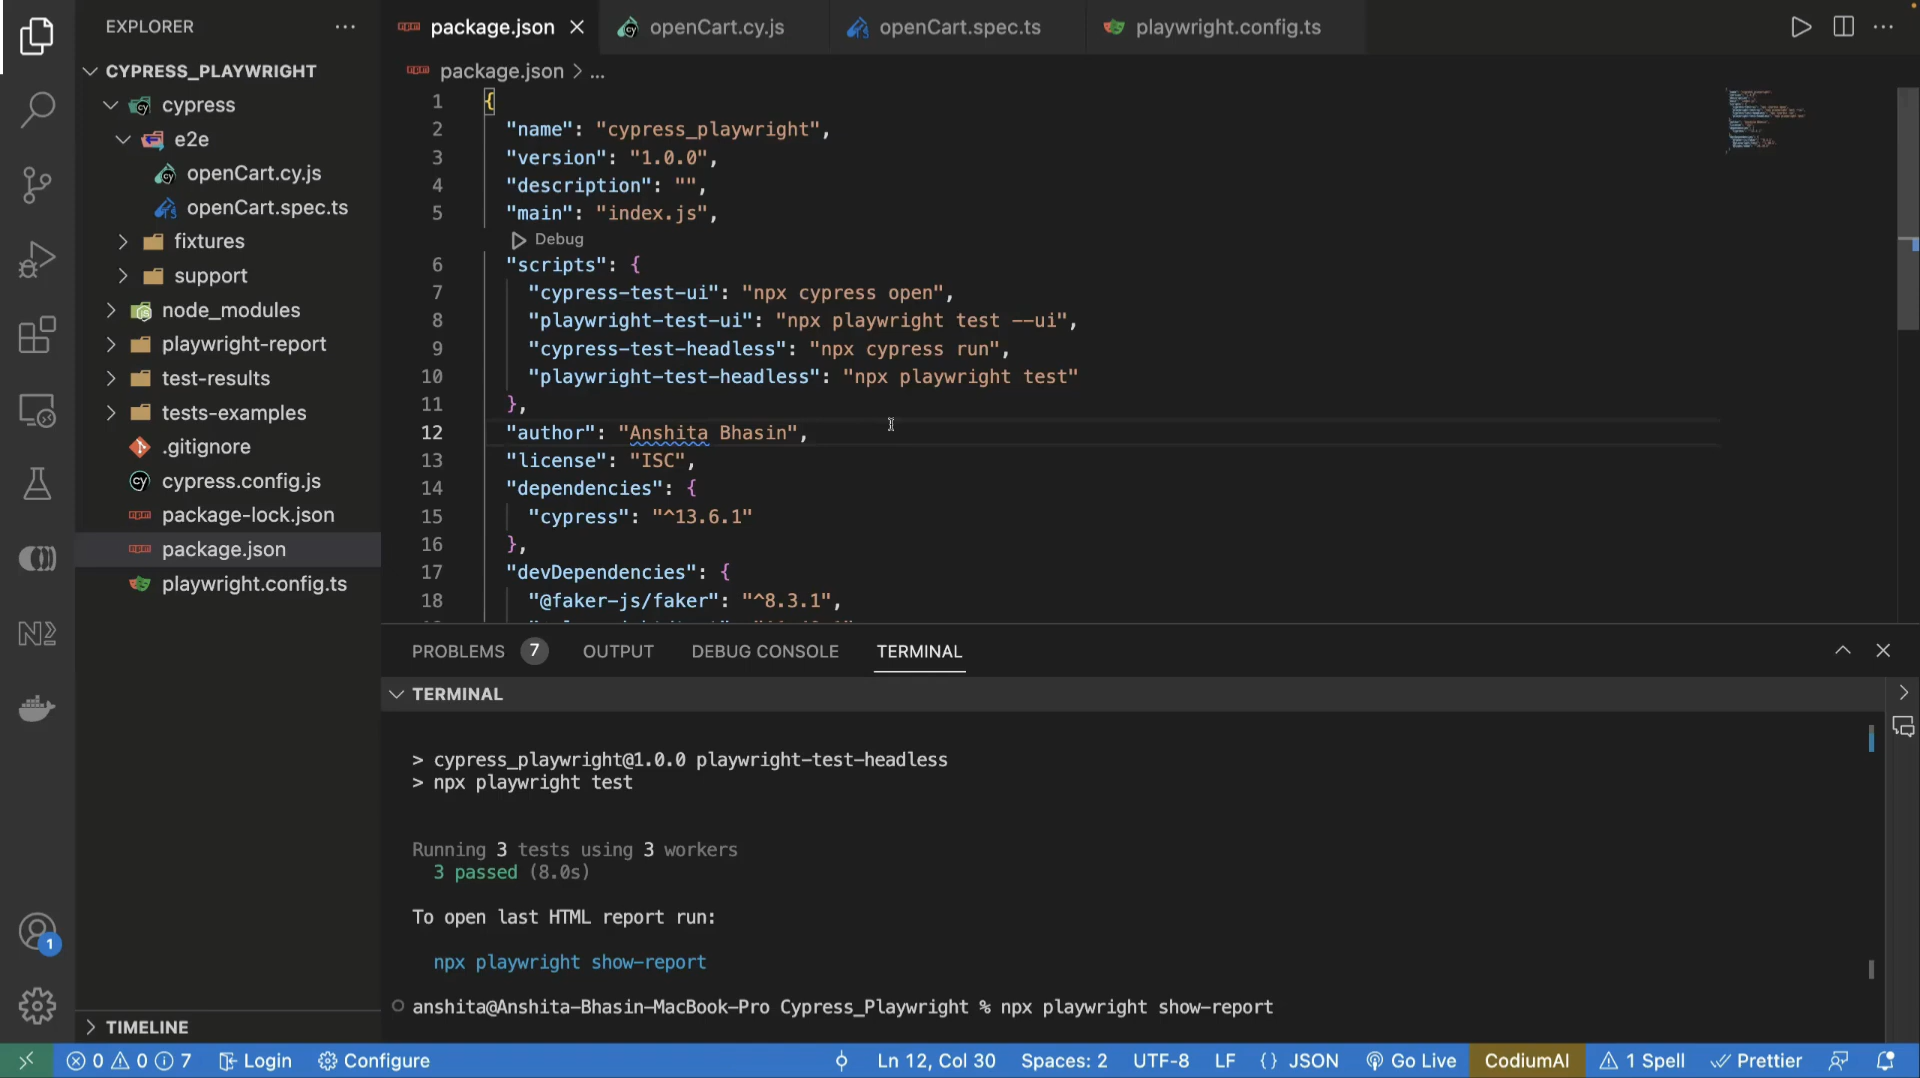 EXPLORER
CYPRESS_PLAYWRIGHT
cypress
e2e
openCart.cy.js
openCart.spec.ts
fixtures
support
node_modules
playwright-report
test-results
tests-examples
.gitignore
cypress.config.js
package-lock.json
package.json
playwright.config.ts
TIMELINE
package.json
openCart.cy.js
openCart.spec.ts
playwright.config.ts
package.json > ...
1 {
2 "name": "cypress_playwright",
3 "version": "1.0.0",
4 "description": "",
5 "main": "index.js",
Debug
6 "scripts": {
7 "cypress-test-ui": "npx cypress open",
8 "playwright-test-ui": "npx playwright test --ui",
9 "cypress-test-headless": "npx cypress run",
10 "playwright-test-headless": "npx playwright test"
11 },
12 "author": "Anshita Bhasin",
13 "license": "ISC",
14 "dependencies": {
15 "cypress": "^13.6.1"
16 },
17 "devDependencies": {
18 "@faker-js/faker": "^8.3.1",
PROBLEMS 7 OUTPUT DEBUG CONSOLE TERMINAL
TERMINAL
> cypress_playwright@1.0.0 playwright-test-headless
> npx playwright test
Running 3 tests using 3 workers
3 passed (8.0s)
To open last HTML report run:
npx playwright show-report
anshita@Anshita-Bhasin-MacBook-Pro Cypress_Playwright % npx playwright show-report
1
0 0 7 Login Configure Ln 12, Col 30 Spaces: 2 UTF-8 LF {} JSON Go Live CodiumAI 1 Spell Prettier